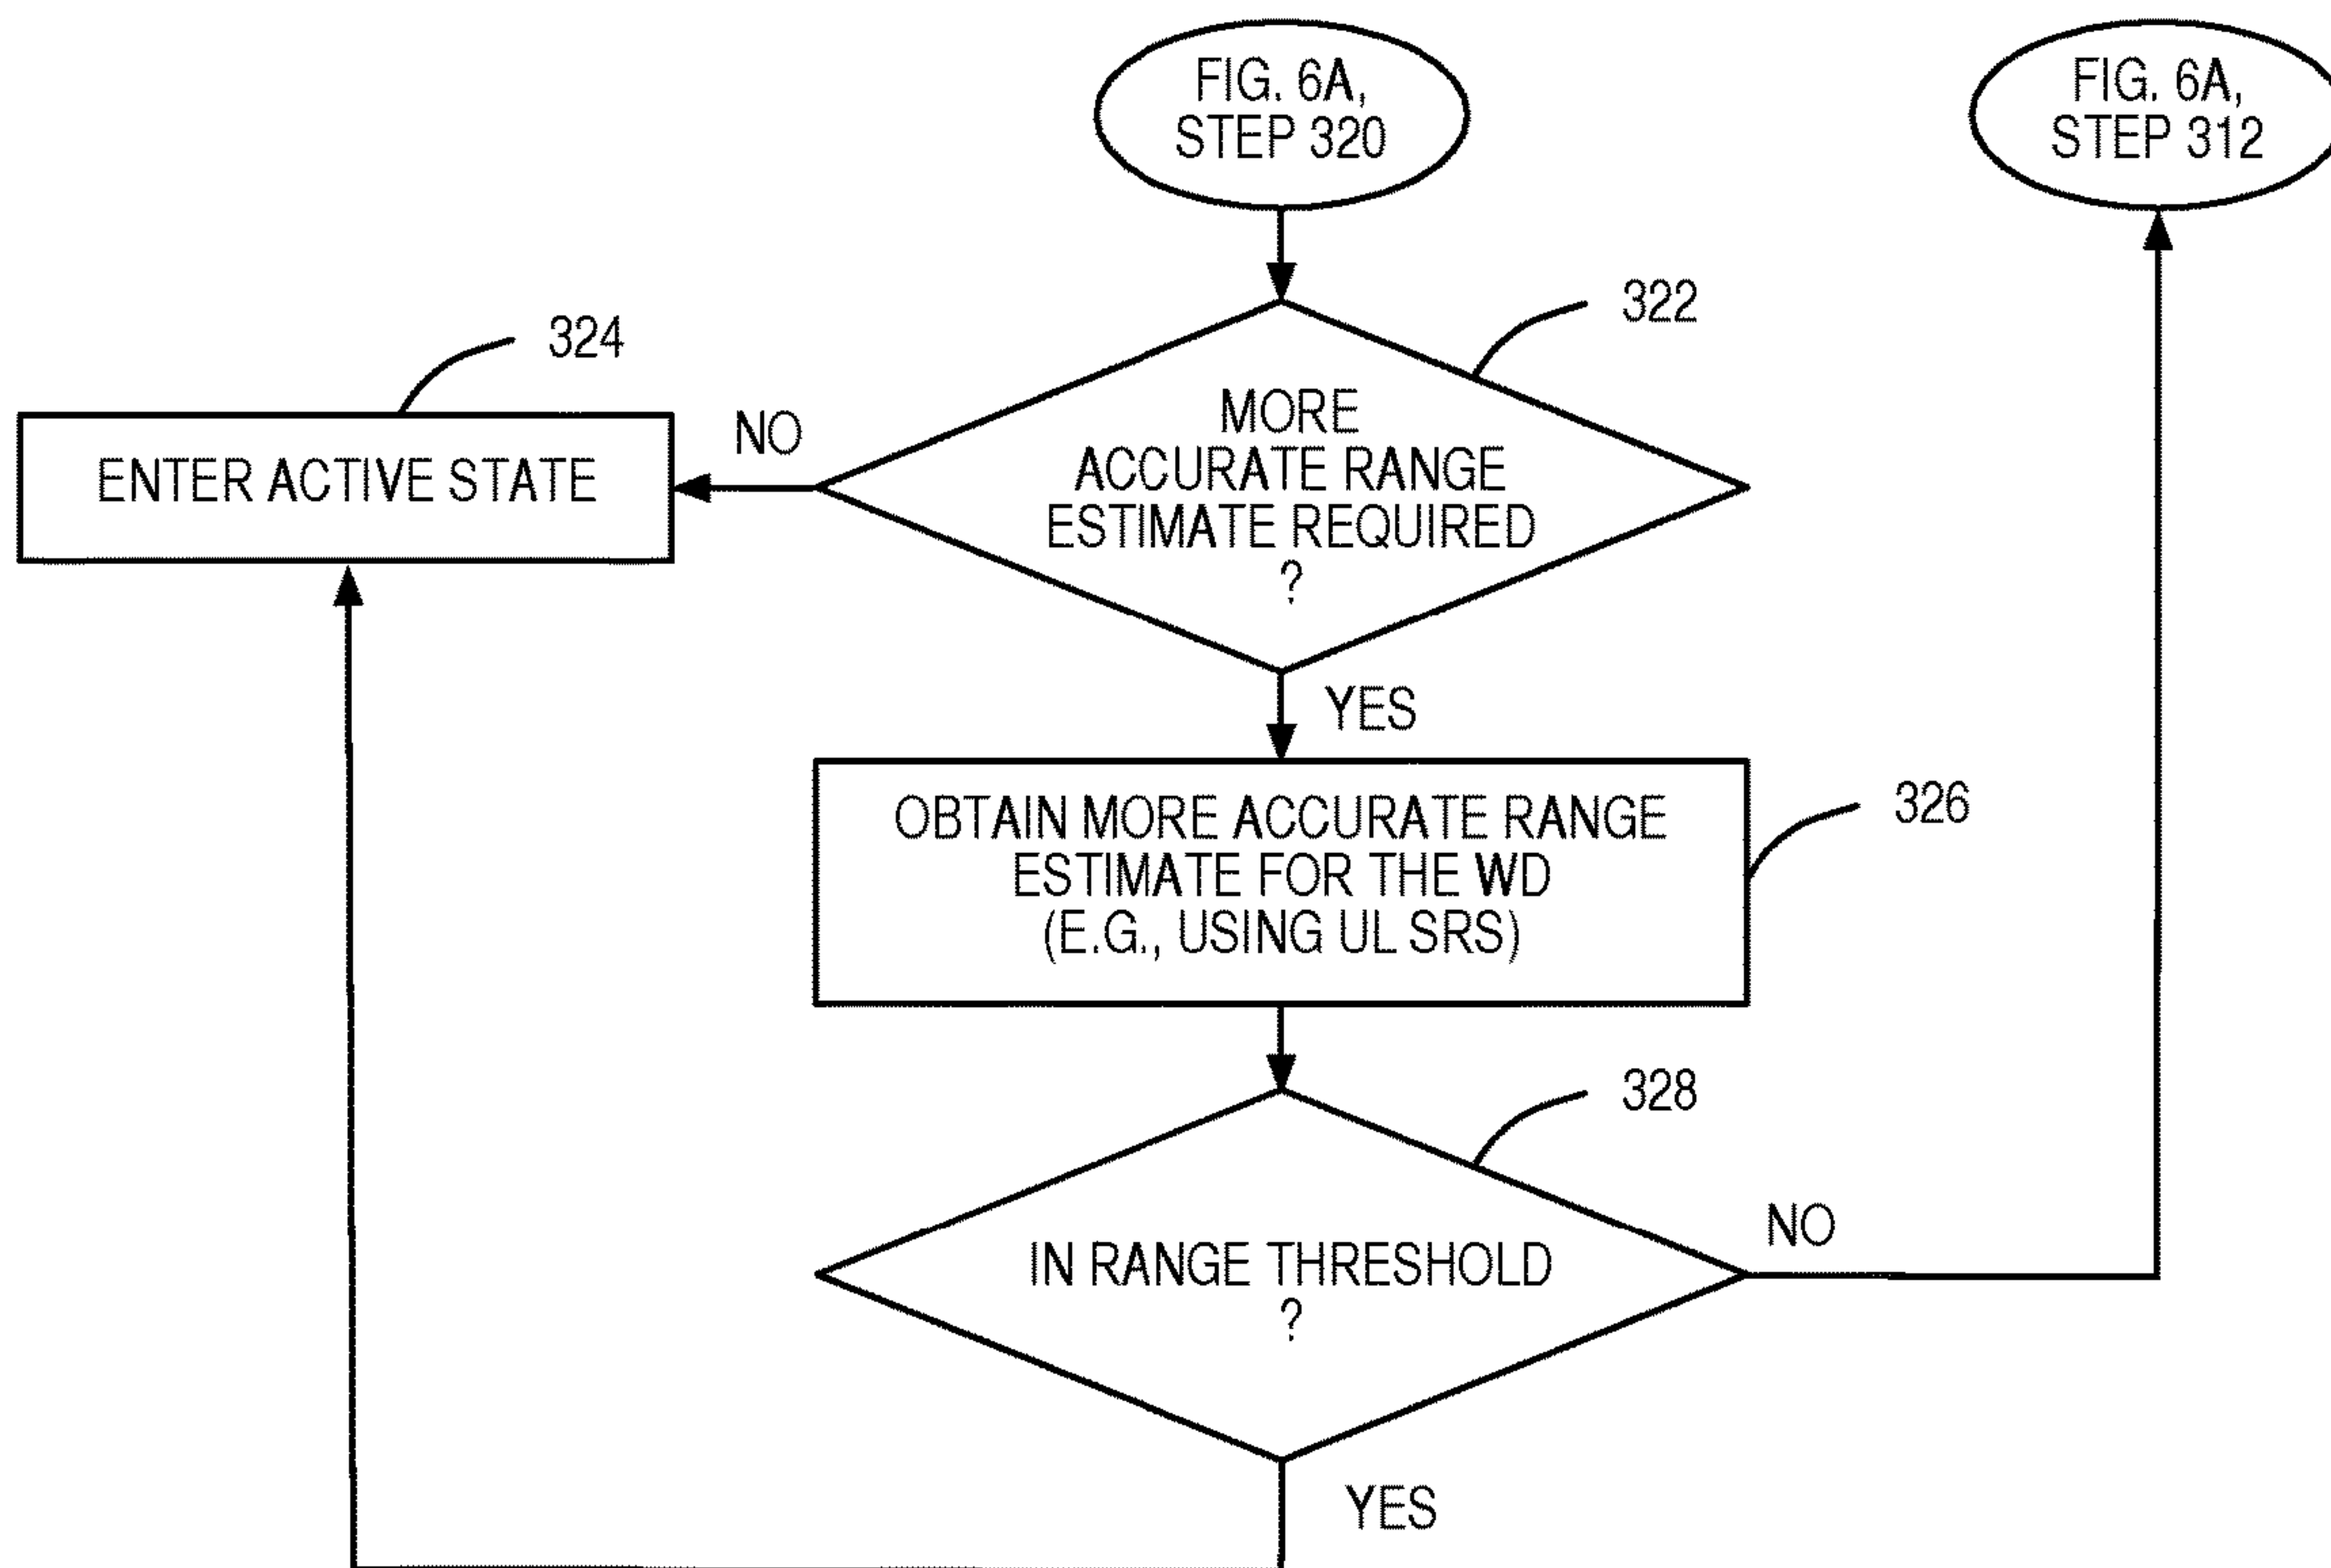 FIG. 6A,
STEP 320
FIG. 6A,
STEP 312
322
324
MORE
ACCURATE RANGE
ESTIMATE REQUIRED
?
NO
ENTER ACTIVE STATE
YES
OBTAIN MORE ACCURATE RANGE
ESTIMATE FOR THE WD
(E.G., USING UL SRS)
326
328
IN RANGE THRESHOLD
?
NO
YES